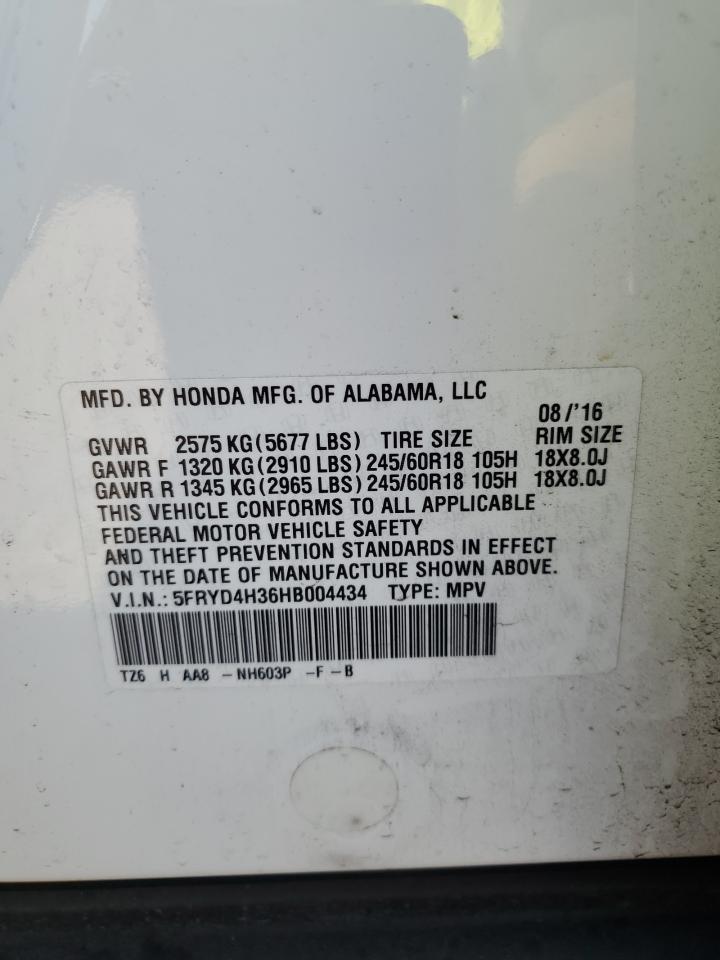 MFD. BY HONDA MFG. OF ALABAMA, LLC
08/'16
GVWR 2575 KG (5677 LBS) TIRE SIZE RIM SIZE
GAWR F 1320 KG (2910 LBS) 245/60R18 105H 18X8.0J
GAWR R 1345 KG (2965 LBS) 245/60R18 105H 18X8.0J
THIS VEHICLE CONFORMS TO ALL APPLICABLE
FEDERAL MOTOR VEHICLE SAFETY
AND THEFT PREVENTION STANDARDS IN EFFECT
ON THE DATE OF MANUFACTURE SHOWN ABOVE.
V.I.N.: 5FRYD4H36HB004434 TYPE: MPV
TZ6 H AA8 -NH603P -F-B